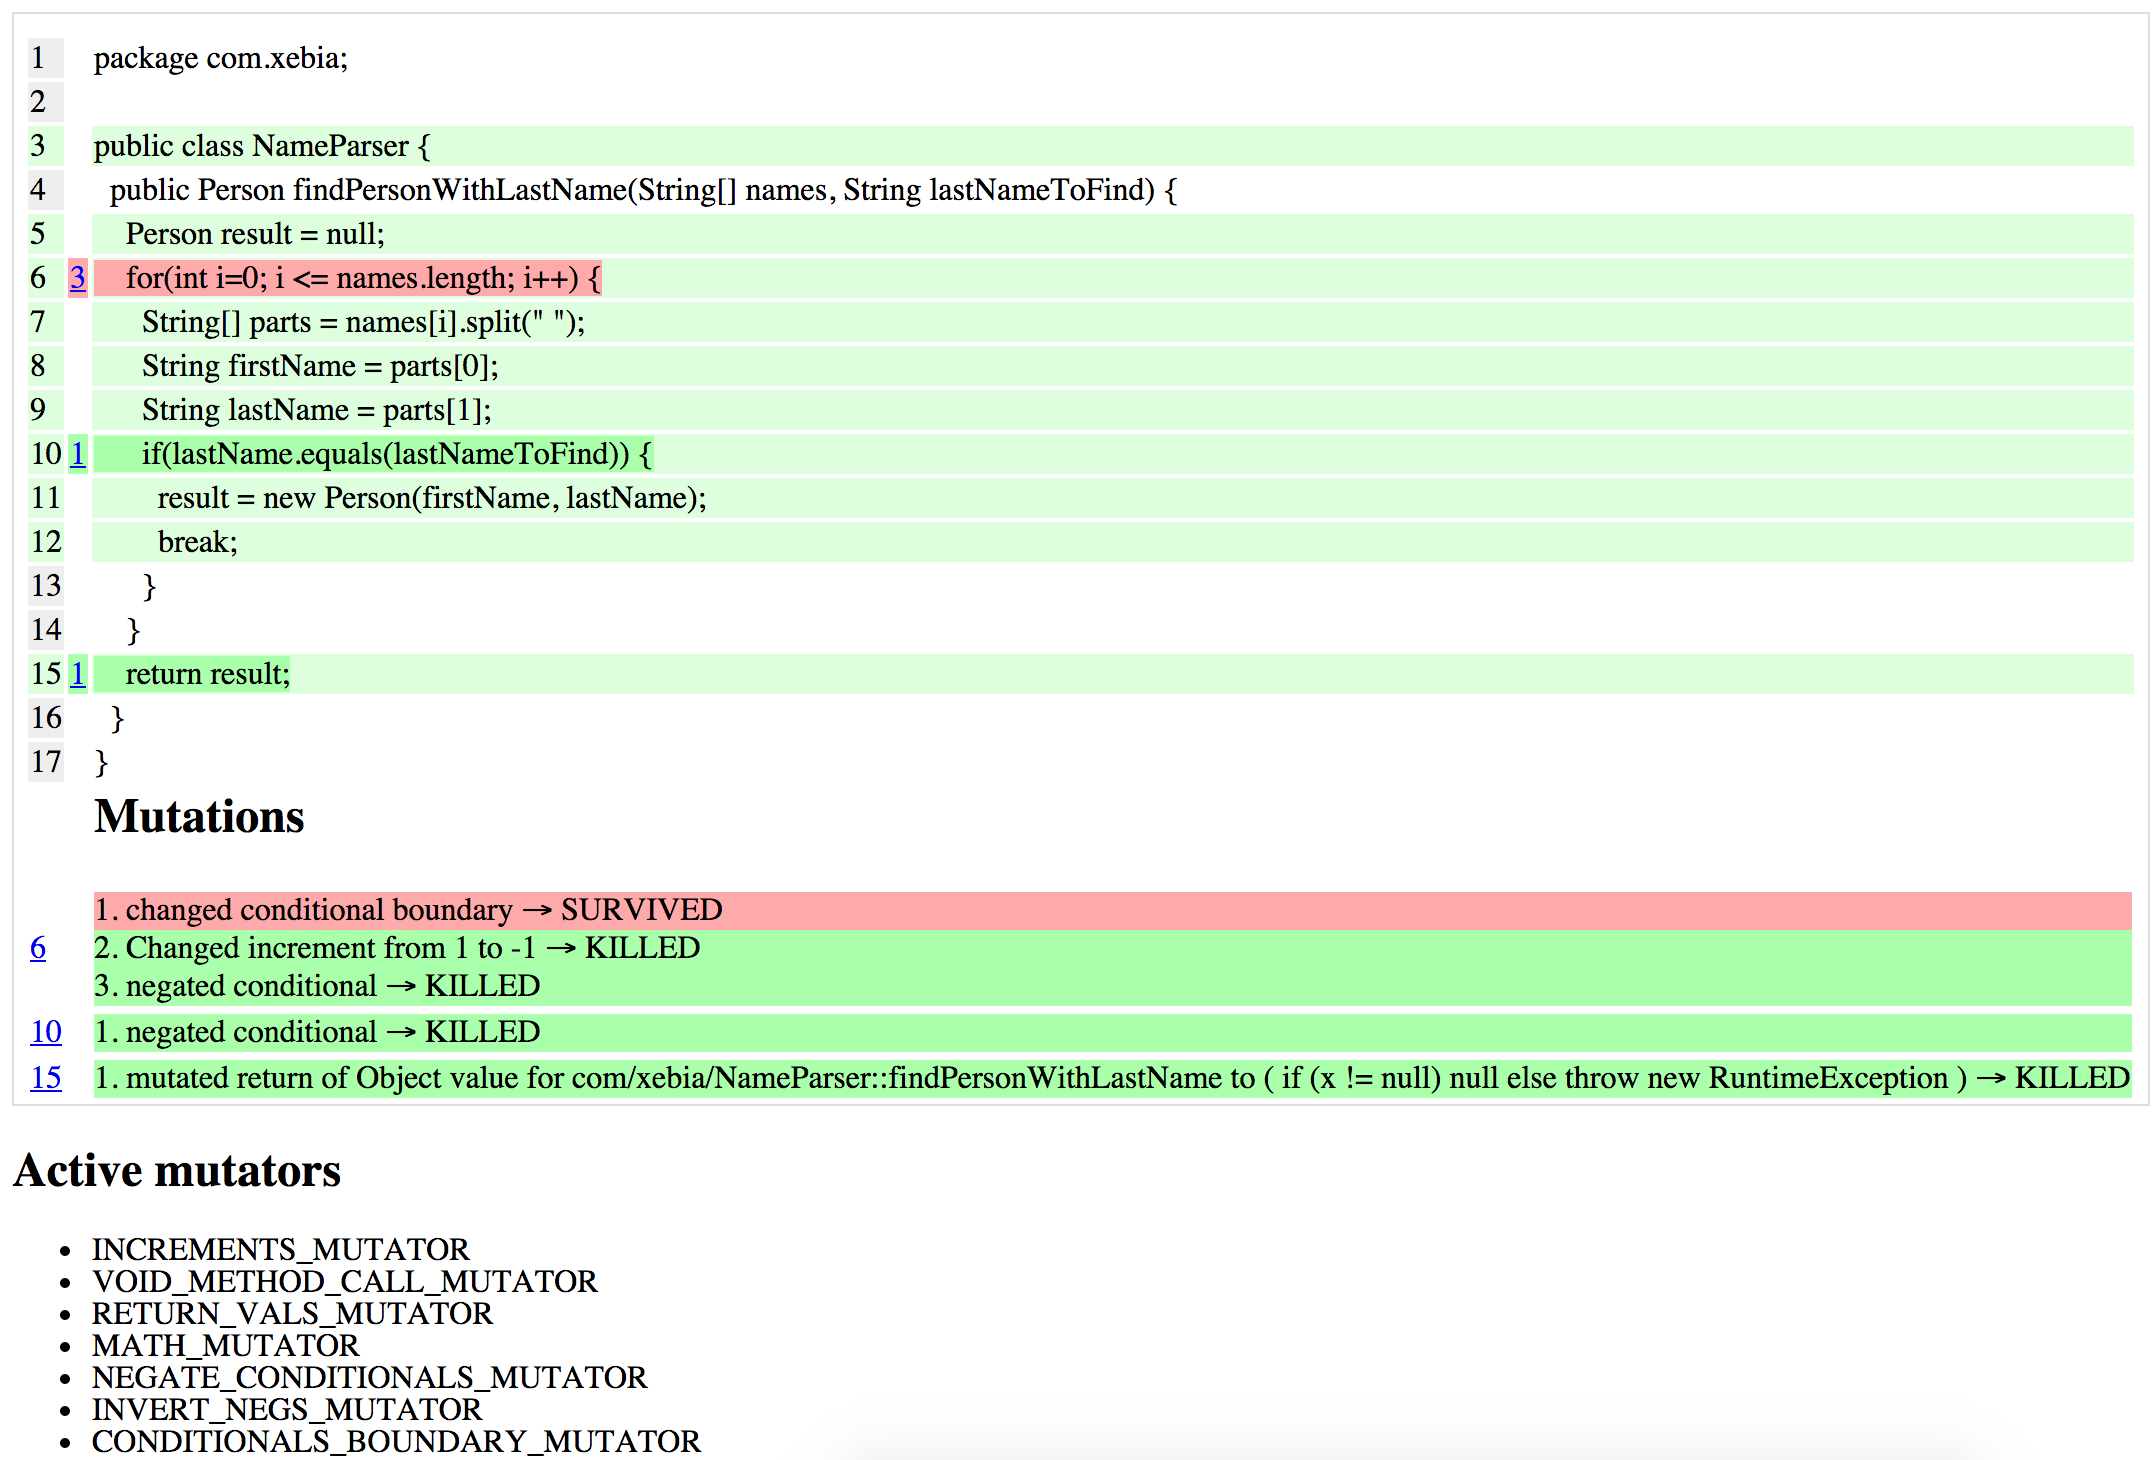 1 package com.xebia;
2
3 public class NameParser {
4 public Person findPersonWithLastName(String[] names, String lastNameToFind) {
5 Person result = null;
6 3 for(int i=0; i <= names.length; i++) {
7 String[] parts = names[i].split(" ");
8 String firstName = parts[0];
9 String lastName = parts[1];
10 1 if(lastName.equals(lastNameToFind)) {
11 result = new Person(firstName, lastName);
12 break;
13 }
14 }
15 1 return result;
16 }
17 }
Mutations
1. changed conditional boundary → SURVIVED
6 2. Changed increment from 1 to -1 → KILLED
3. negated conditional → KILLED
10 1. negated conditional → KILLED
15 1. mutated return of Object value for com/xebia/NameParser::findPersonWithLastName to ( if (x != null) null else throw new RuntimeException ) → KILLED
Active mutators
• INCREMENTS_MUTATOR
• VOID_METHOD_CALL_MUTATOR
• RETURN_VALS_MUTATOR
• MATH_MUTATOR
• NEGATE_CONDITIONALS_MUTATOR
• INVERT_NEGS_MUTATOR
• CONDITIONALS_BOUNDARY_MUTATOR